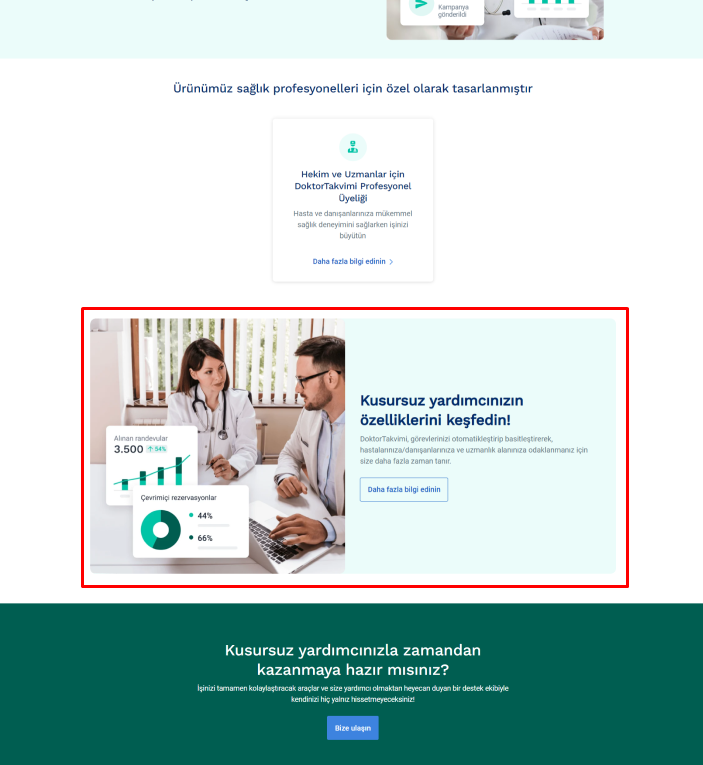 Kampanya
gönderildi
Ürünümüz sağlık profesyonelleri için özel olarak tasarlanmıştır
Hekim ve Uzmanlar için
DoktorTakvimi Profesyonel
Üyeliği
Hasta ve danışanlarınıza mükemmel
sağlık deneyimini sağlarken işinizi
büyütün
Daha fazla bilgi edinin
Alınan randevular
3.500 54%
Çevrimiçi rezervasyonlar
44%
66%
Kusursuz yardımcınızın
özelliklerini keşfedin!
DoktorTakvimi, görevlerinizi otomatikleştirip basitleştirerek,
hastalarınıza/danışanlarınıza ve uzmanlık alanınıza odaklanmanız için
size daha fazla zaman tanır.
Daha fazla bilgi edinin
Kusursuz yardımcınızla zamandan
kazanmaya hazır mısınız?
İşinizi tamamen kolaylaştıracak araçlar ve size yardımcı olmaktan heyecan duyan bir destek ekibiyle
kendinizi hiç yalnız hissetmeyeceksiniz!
Bize ulaşın